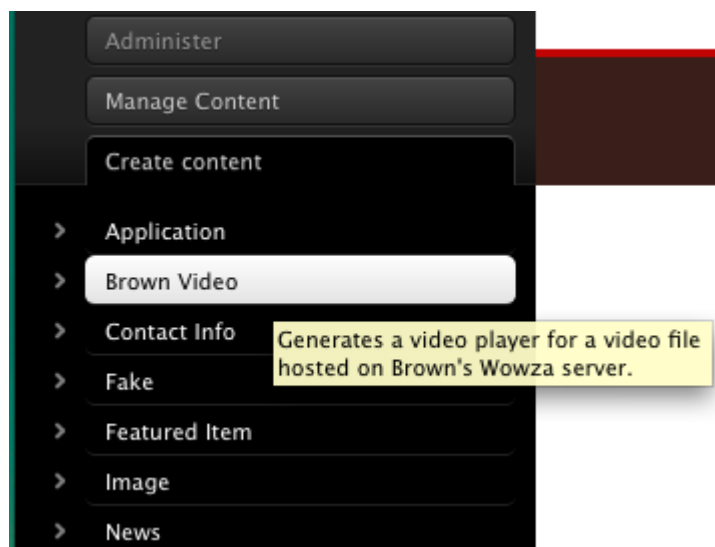 Administer
Manage Content
Create content
Application
Brown Video
Contact Info
Generates a video player for a video file
hosted on Brown's Wowza server.
Fake
Featured Item
Image
News